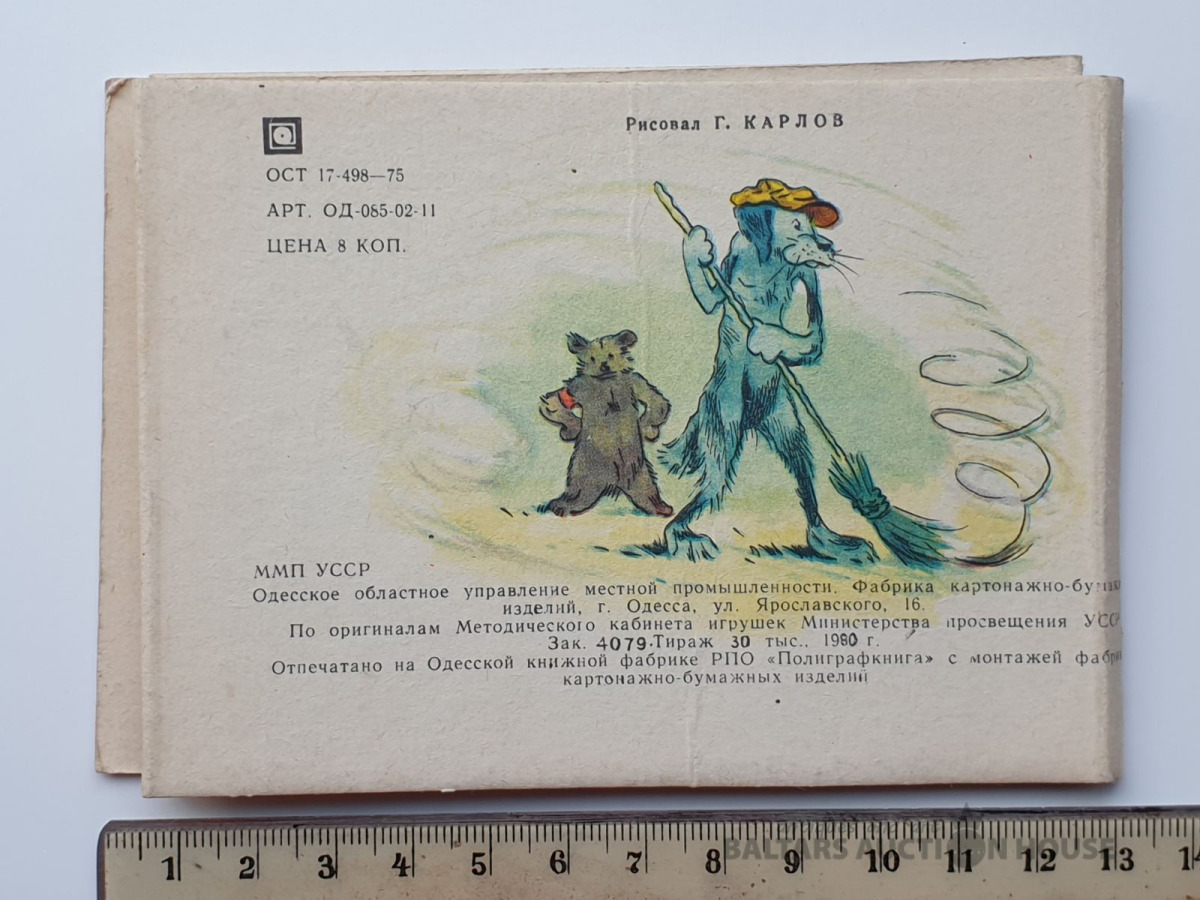 Рисовал Г. КАРЛОВ
ОСТ 17-498—75
АРТ. ОД-085-02-11
ЦЕНА 8 КОП.
ММП УССР
Одесское областное управление местной промышленности. Фабрика картонажно-бумаж
изделий, г. Одесса, ул. Ярославского, 16.
По оригиналам Методического кабинета игрушек Министерства просвещения УССР
Зак. 4079. Тираж 30 тыс., 1980 г.
Отпечатано на Одесской книжной фабрике РПО «Полиграфкнига» с монтажей фабри
картонажно-бумажных изделий
1 2 3 4 5 6 7 8 9 10 11 12 13 14
BALTARS AUCTION HOUSE